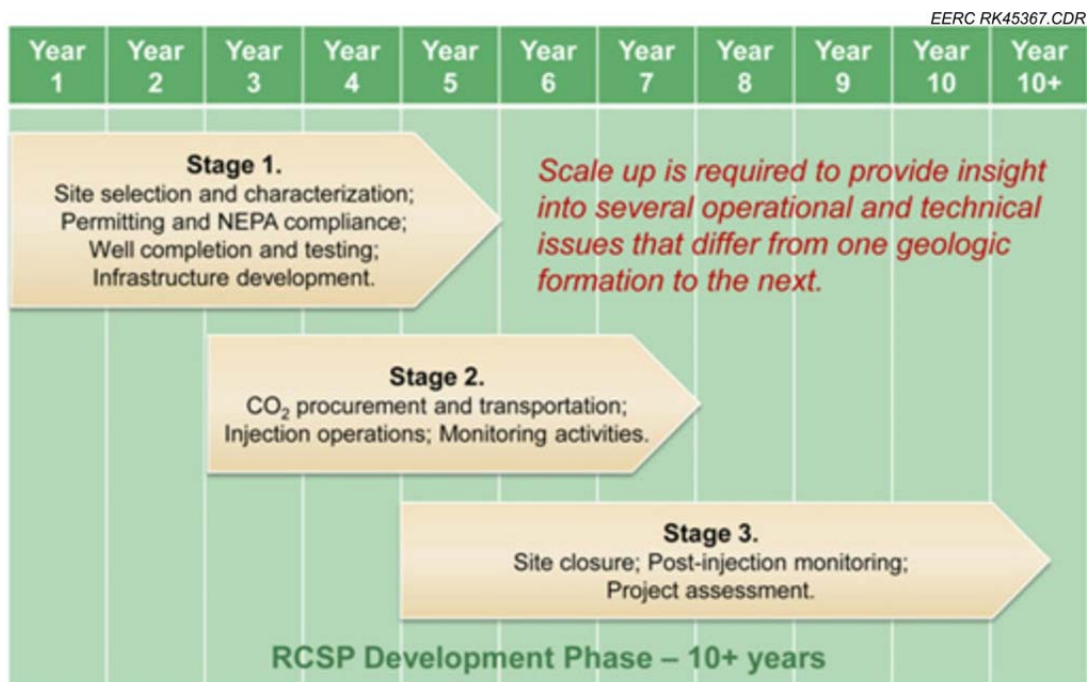 EERC RK45367.CDR
Year 1
Year 2
Year 3
Year 4
Year 5
Year 6
Year 7
Year 8
Year 9
Year 10
Year 10+
Stage 1.
Site selection and characterization;
Permitting and NEPA compliance;
Well completion and testing;
Infrastructure development.
Scale up is required to provide insight
into several operational and technical
issues that differ from one geologic
formation to the next.
Stage 2.
CO₂ procurement and transportation;
Injection operations; Monitoring activities.
Stage 3.
Site closure; Post-injection monitoring;
Project assessment.
RCSP Development Phase – 10+ years